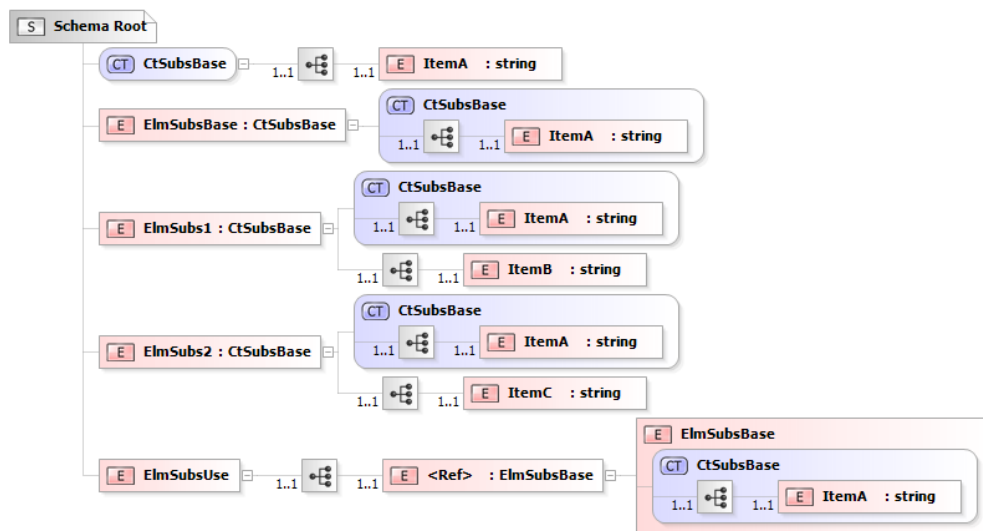 S Schema Root
CT CtSubsBase 1..1 1..1 E ItemA : string
E ElmSubsBase : CtSubsBase
CT CtSubsBase
1..1 1..1 E ItemA : string
CT CtSubsBase
E ElmSubs1 : CtSubsBase
1..1 1..1 E ItemA : string
1..1 1..1 E ItemB : string
CT CtSubsBase
E ElmSubs2 : CtSubsBase
1..1 1..1 E ItemA : string
1..1 1..1 E ItemC : string
E ElmSubsUse 1..1 1..1 E <Ref> : ElmSubsBase
E ElmSubsBase
CT CtSubsBase
1..1 1..1 E ItemA : string